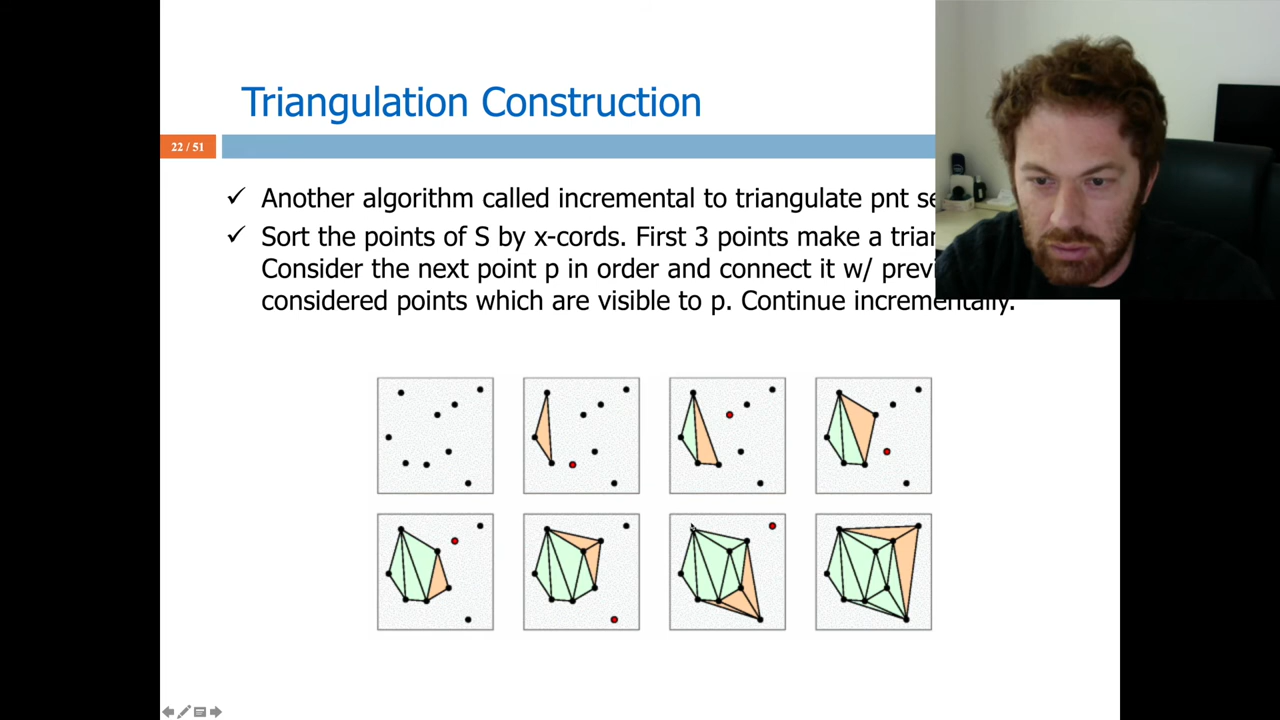 Triangulation Construction
22 / 51
✓ Another algorithm called incremental to triangulate pnt
✓ Sort the points of S by x-cords. First 3 points make a
Consider the next point p in order and connect it w/
considered points which are visible to p. Continue incrementally.